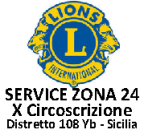 LIONS
L
INTERNATIONAL
SERVICE ZONA 24
X Circoscrizione
Distretto 108 Yb - Sicilia